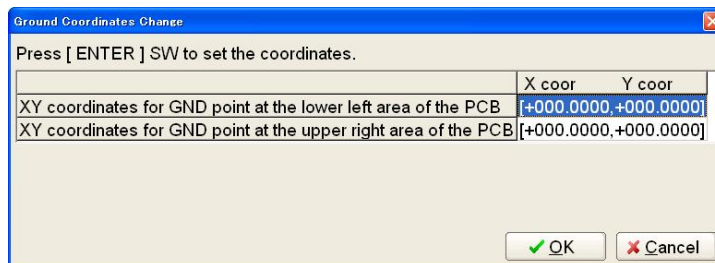 Ground Coordinates Change
Press [ ENTER ] SW to set the coordinates.
X coor Y coor
XY coordinates for GND point at the lower left area of the PCB [+000.0000,+000.0000]
XY coordinates for GND point at the upper right area of the PCB [+000.0000,+000.0000]
OK Cancel